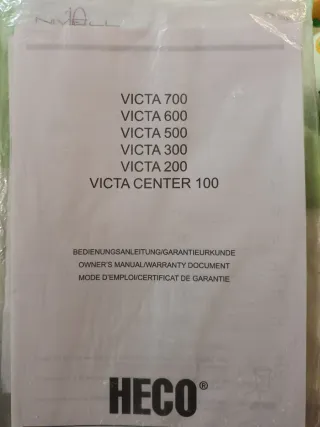 VICTA 700
VICTA 600
VICTA 500
VICTA 300
VICTA 200
VICTA CENTER 100
BEDIENUNGSANLEITUNG/GARANTIEURKUNDE
OWNER'S MANUAL/WARRANTY DOCUMENT
MODE D'EMPLOI/CERTIFICAT DE GARANTIE
HECO®